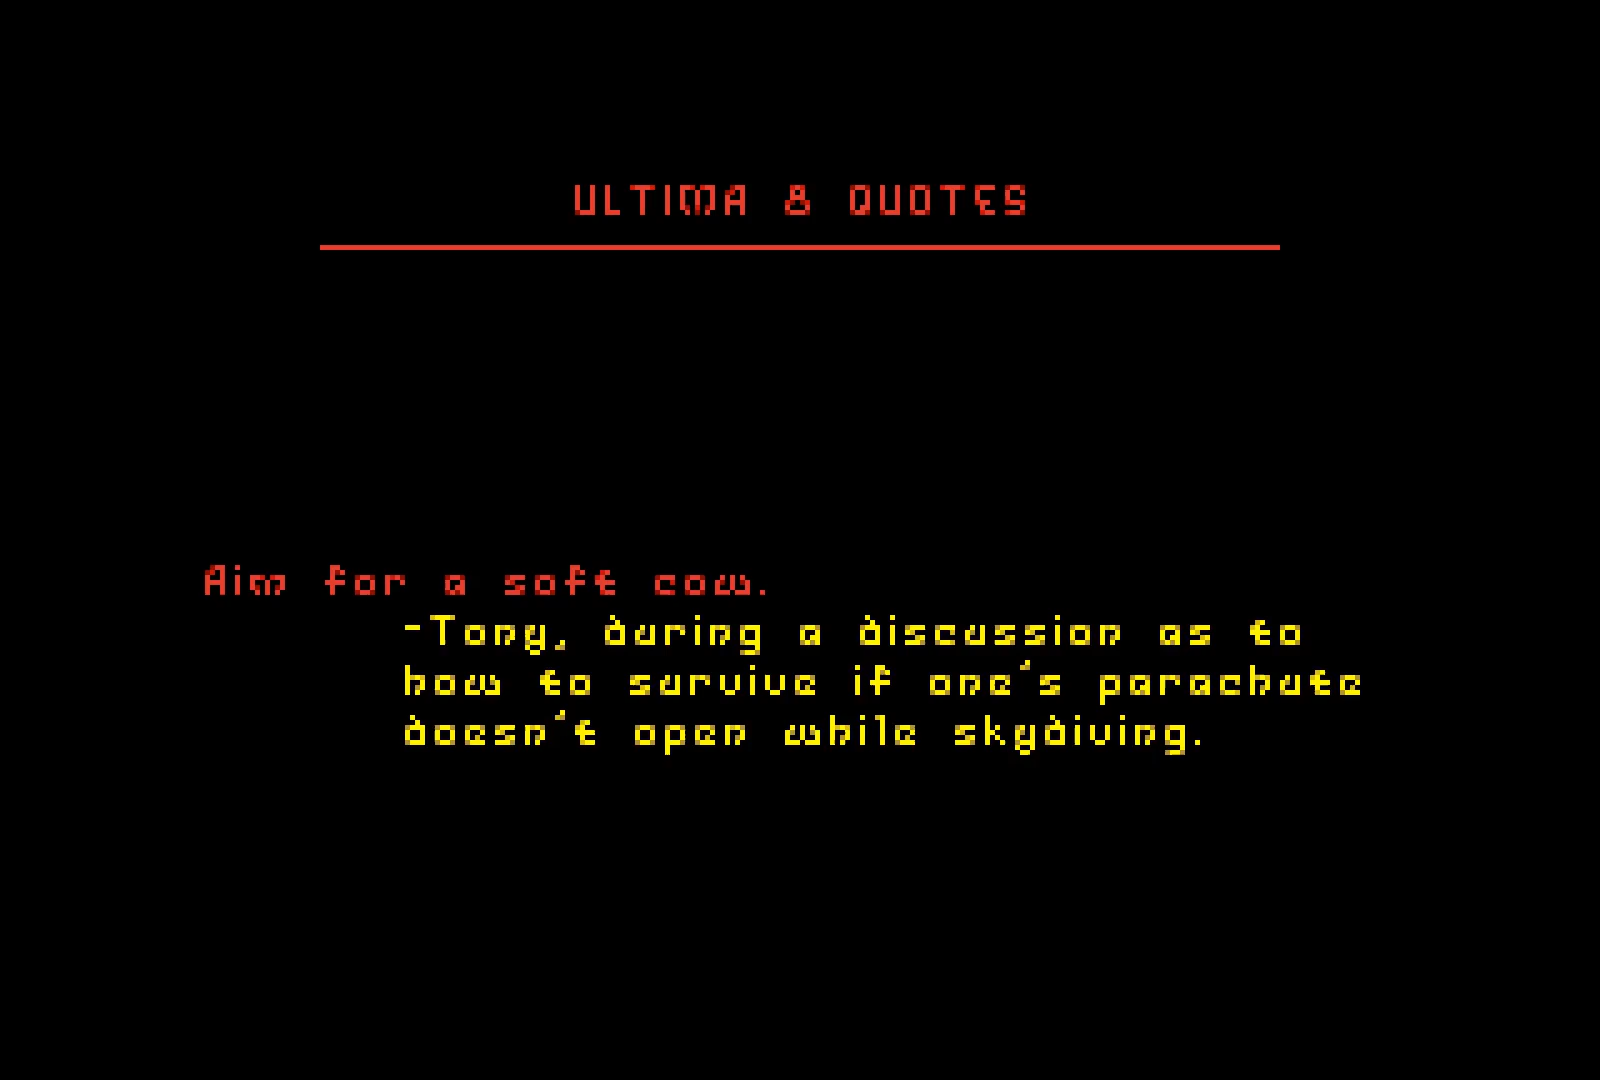 ULTIMA 8 QUOTES
Aim for a soft cow.
-Tony, during a discussion as to
how to survive if one's parachute
doesn't open while skydiving.